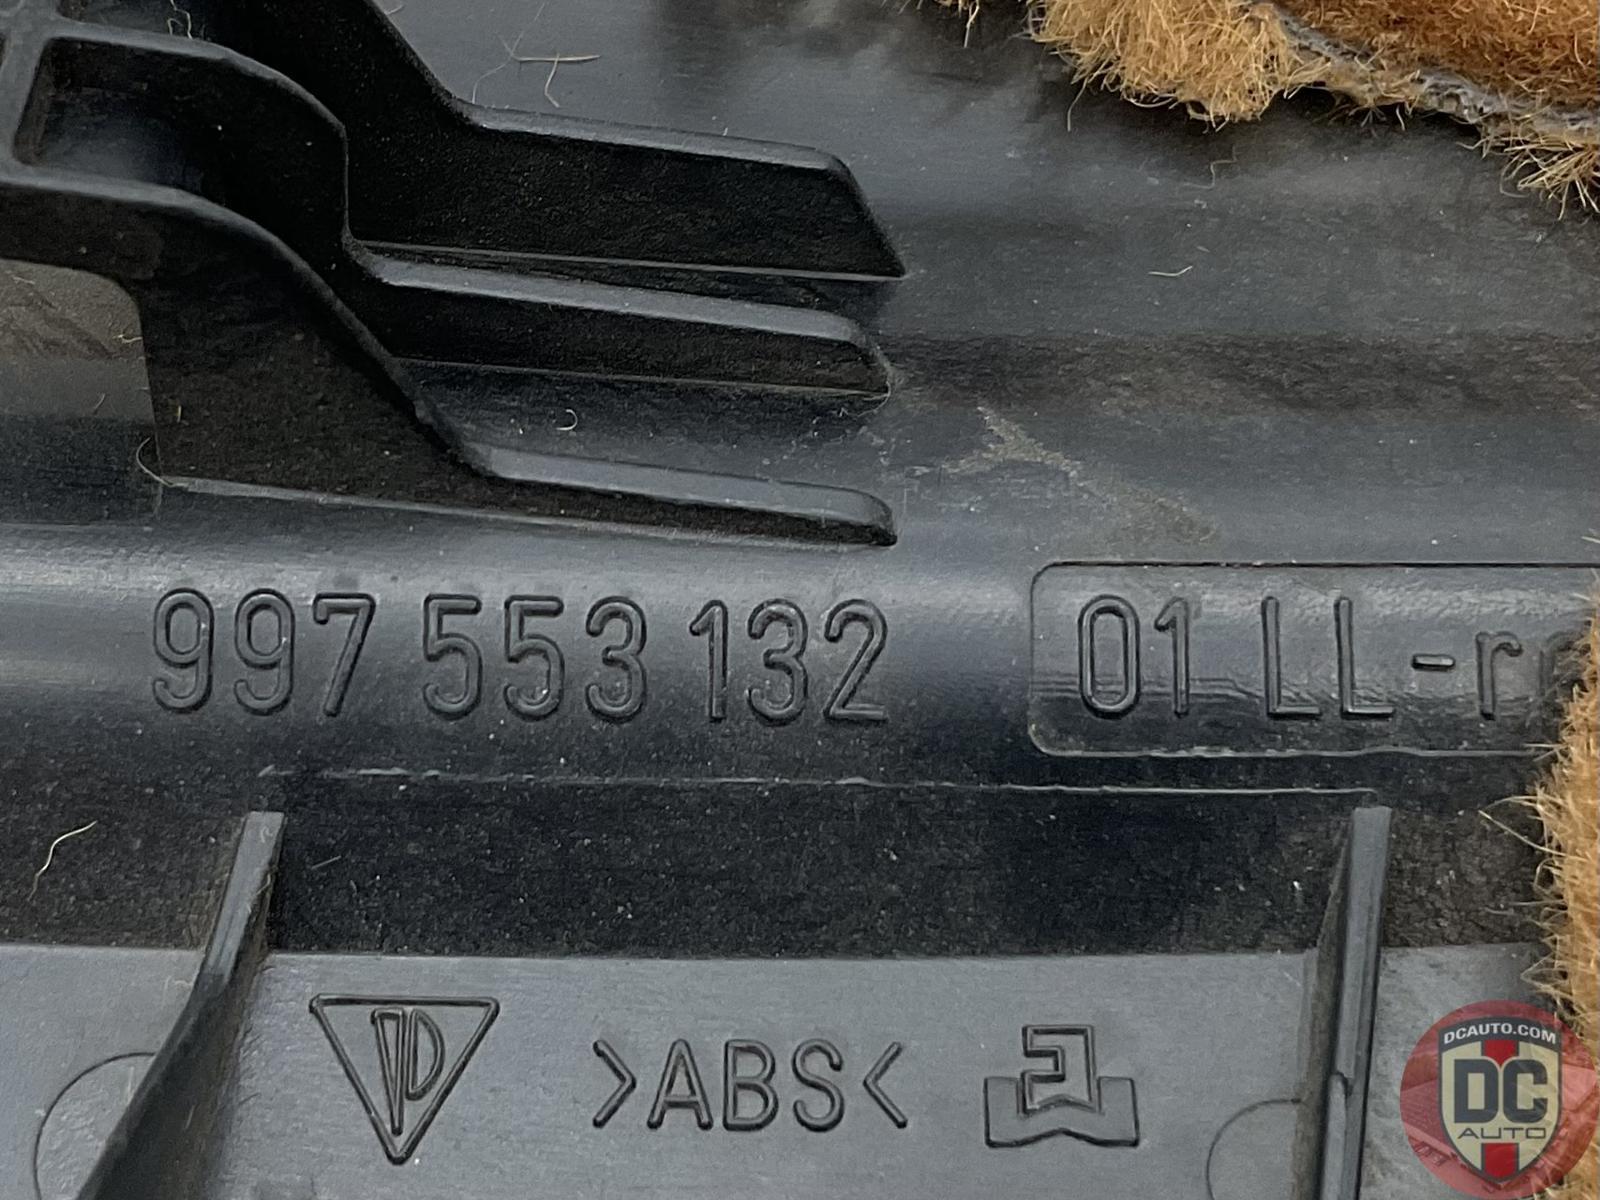 997 553 132 01 LL-r
>ABS<
DCAUTO.COM
DC
AUTO